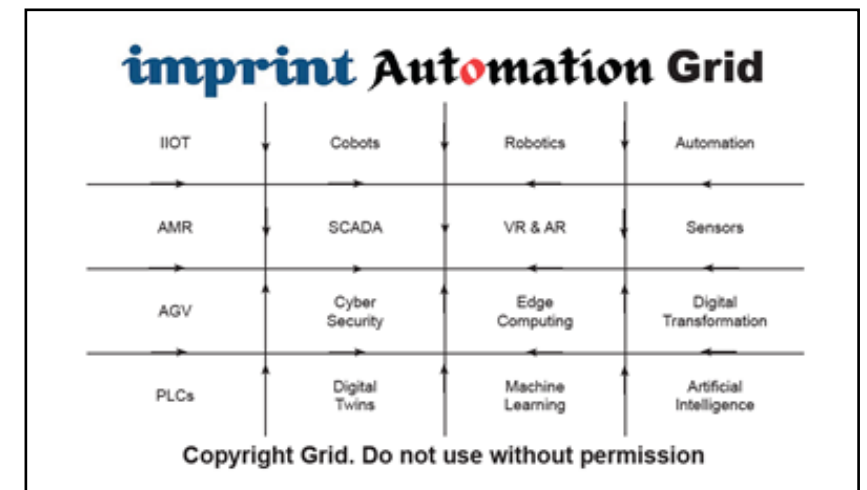 imprint Automation Grid
IIOT Cobots Robotics Automation
AMR SCADA VR & AR Sensors
AGV
Cyber
Security
Edge
Computing
Digital
Transformation
PLCs
Digital
Twins
Machine
Learning
Artificial
Intelligence
Copyright Grid. Do not use without permission